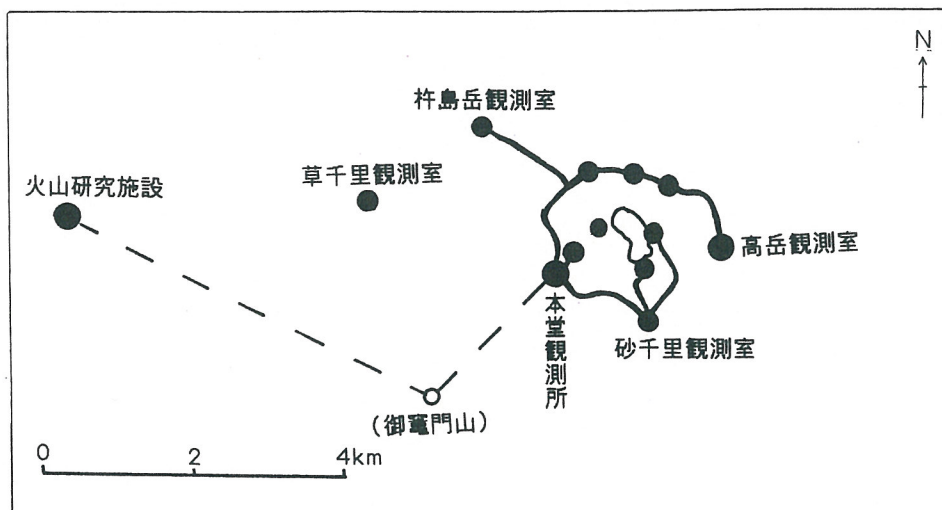 N
杵島岳観測室
草千里観測室
火山研究施設
高岳観測室
本堂観測所
砂千里観測室
(御竈門山)
0 2 4km